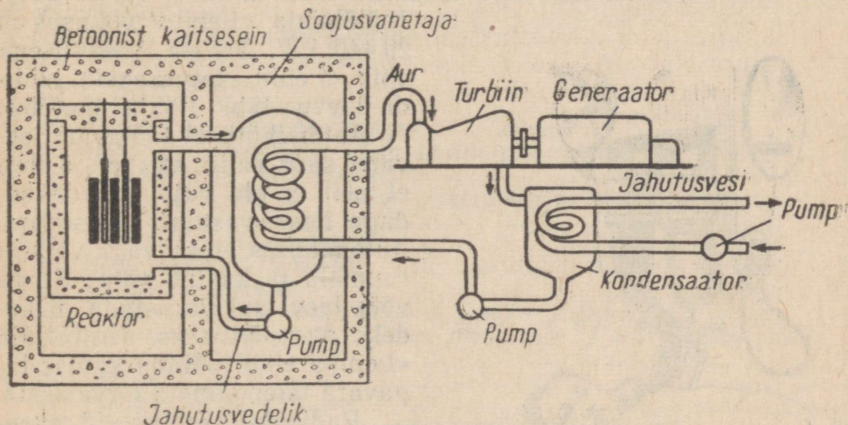 Soojusvahetaja
Betoonist kaitsesein
Aur
Turbiin
Generaator
Jahutusvesi
Pump
Kondensaator
Reaktor
Pump
Pump
Jahutusvedelik